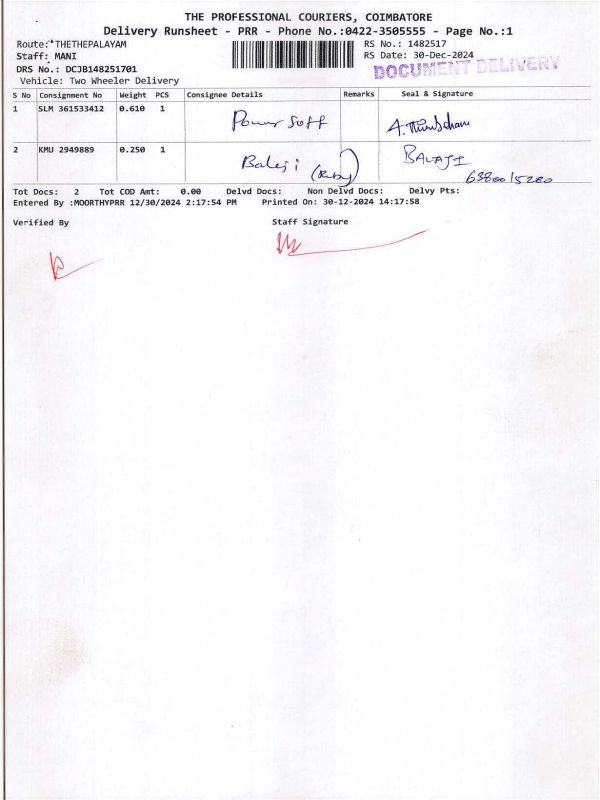 THE PROFESSIONAL COURIERS, COIMBATORE
Delivery Runsheet - PRR - Phone No.:0422-3505555 - Page No.:1
Route: THETHEPALAYAM
RS No.: 1482517
Staff: MANI
RS Date: 30-Dec-2024
DRS No.: DCJB148251701
DOCUMENT DELIVERY
Vehicle: Two Wheeler Delivery
S No Consignment No Weight PCS Consignee Details Remarks Seal & Signature
1 SLM 361533412 0.610 1
Power Soft
2 KMU 2949889 0.250 1
Balaji
BALAJI
Tot Docs: 2 Tot COD Amt: 0.00 Delvd Docs: Non Delvd Docs: Delvy Pts:
Entered By :MOORTHYPRR 12/30/2024 2:17:54 PM Printed On: 30-12-2024 14:17:58
Verified By
Staff Signature